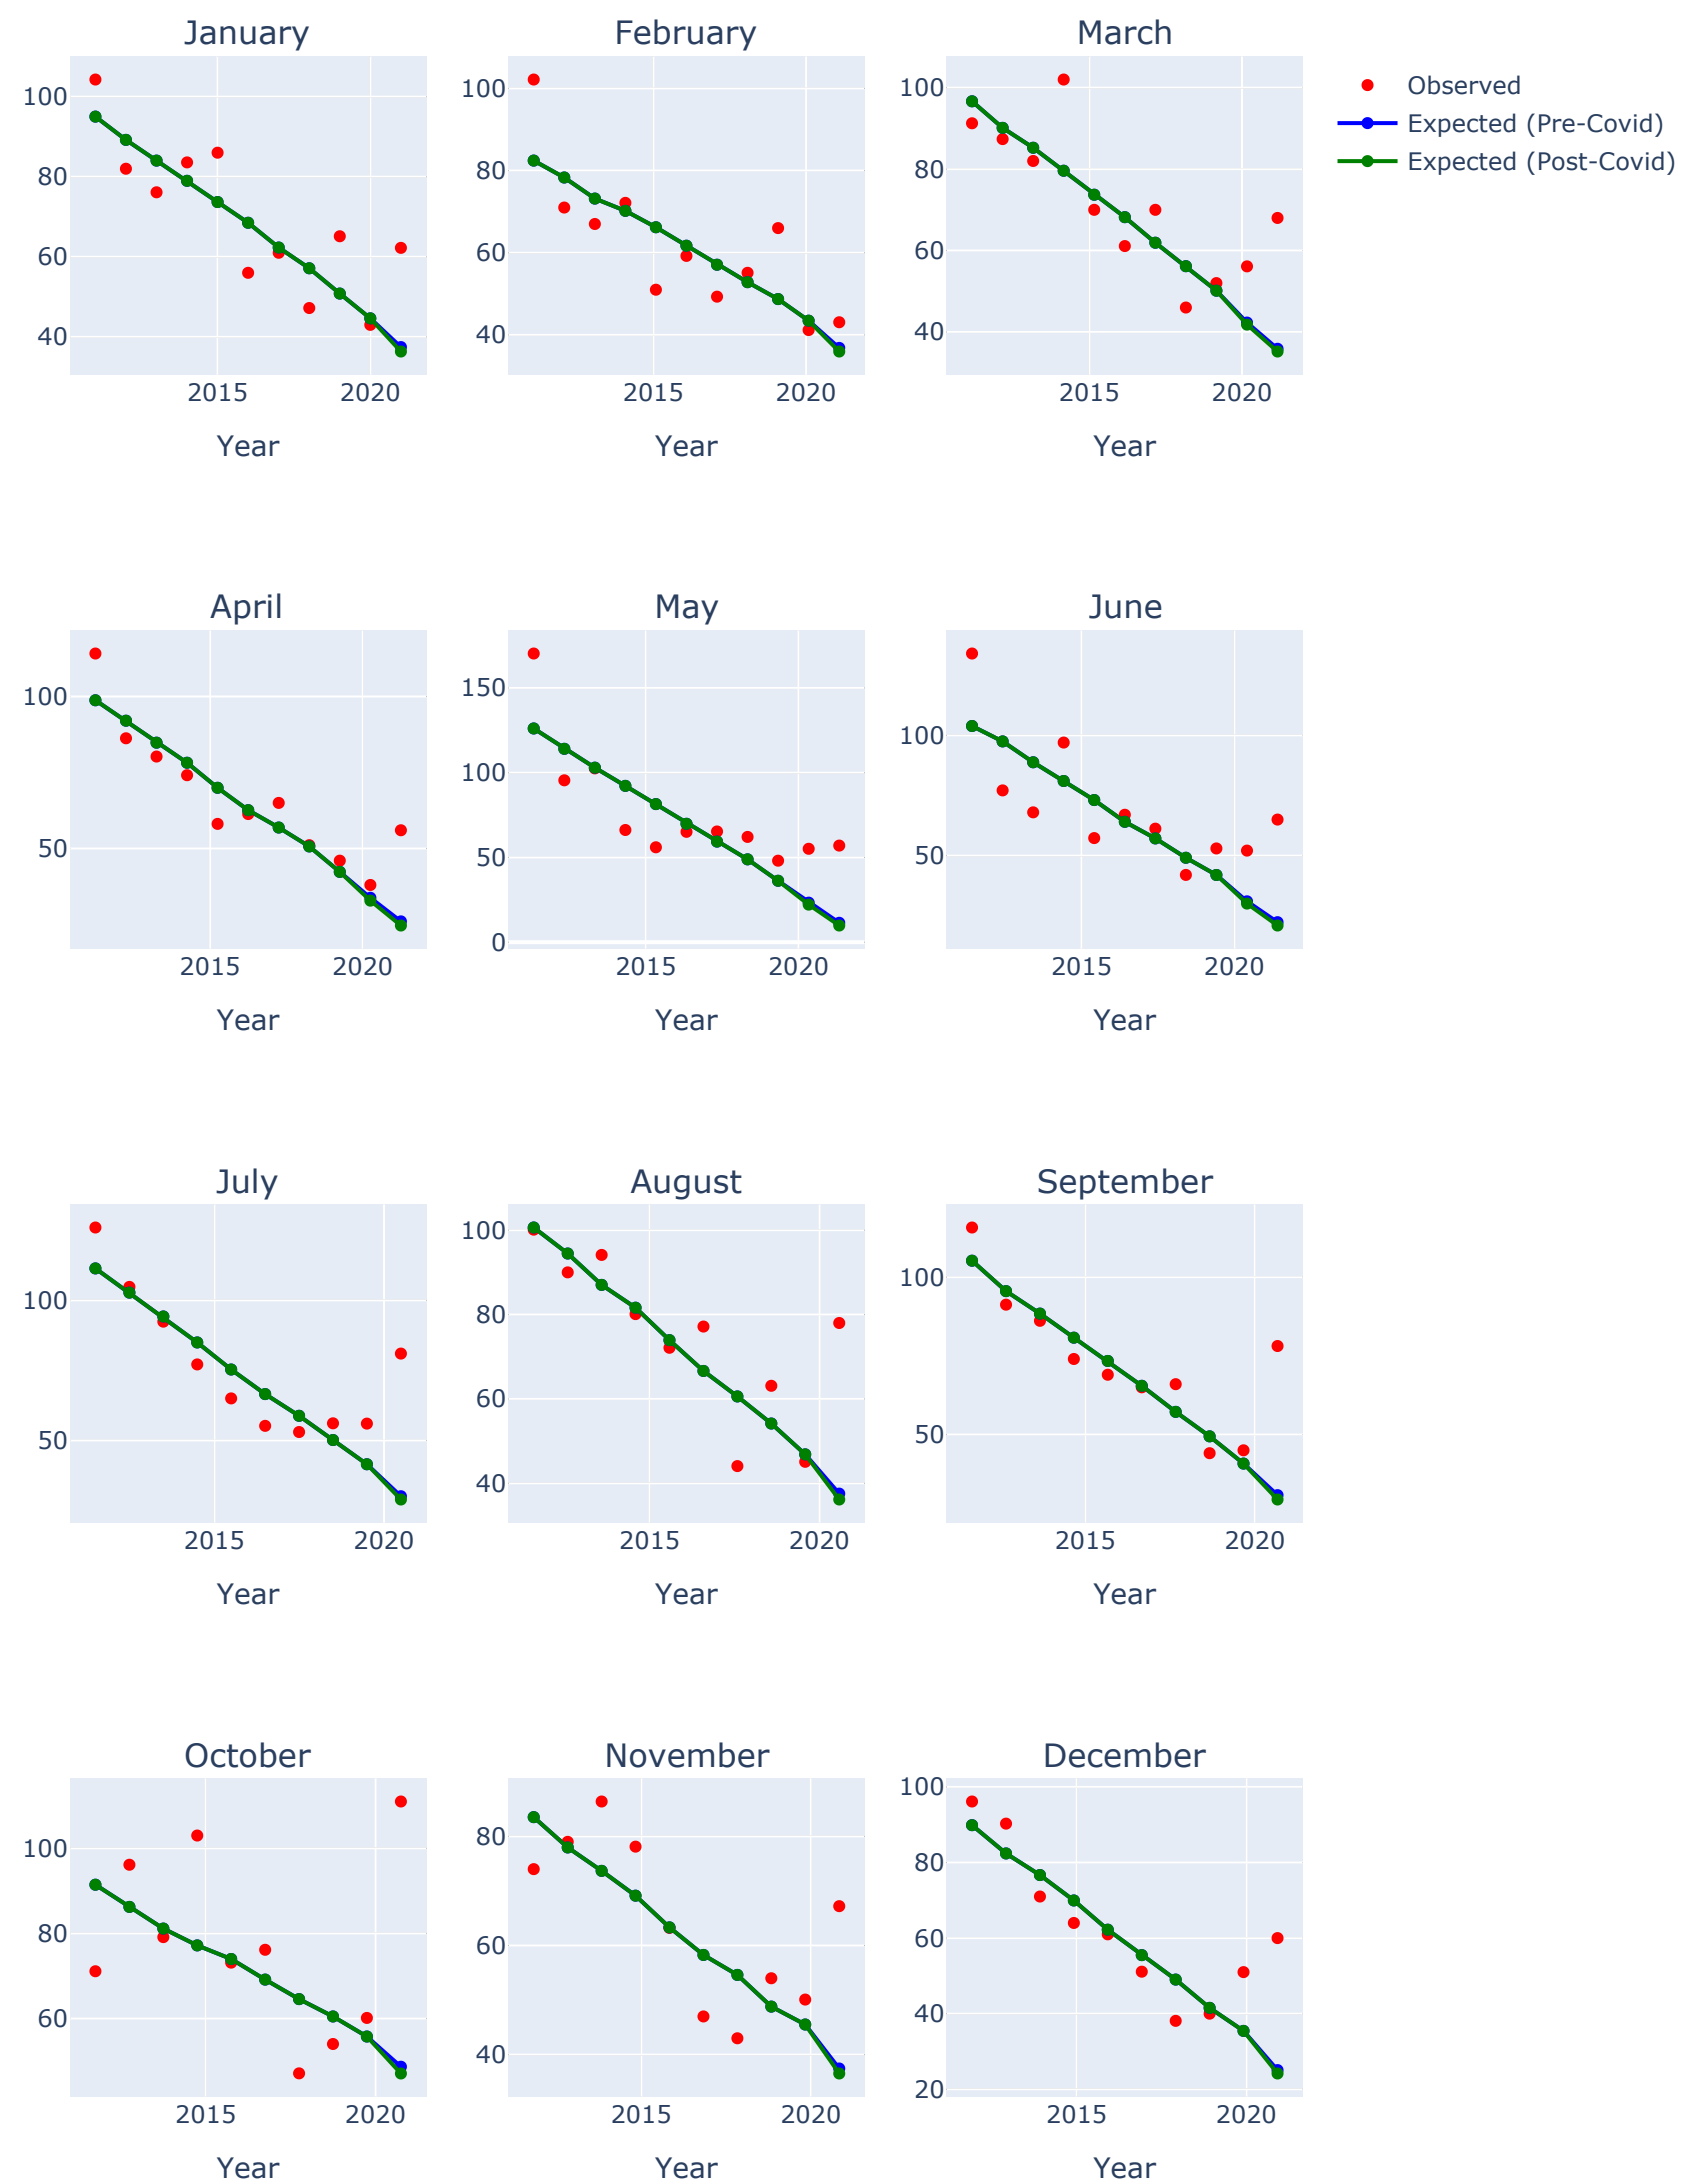 January
February
March
100
80
60
40
2015
2020
Year
100
80
60
40
2015
2020
Year
100
80
60
40
2015
2020
Year
Observed
Expected (Pre-Covid)
Expected (Post-Covid)
April
May
June
100
50
2015
2020
Year
150
100
50
0
2015
2020
Year
100
50
2015
2020
Year
July
August
September
100
50
2015
2020
Year
100
80
60
40
2015
2020
Year
100
50
2015
2020
Year
October
November
December
100
80
60
2015
2020
Year
80
60
40
2015
2020
Year
100
80
60
40
20
2015
2020
Year